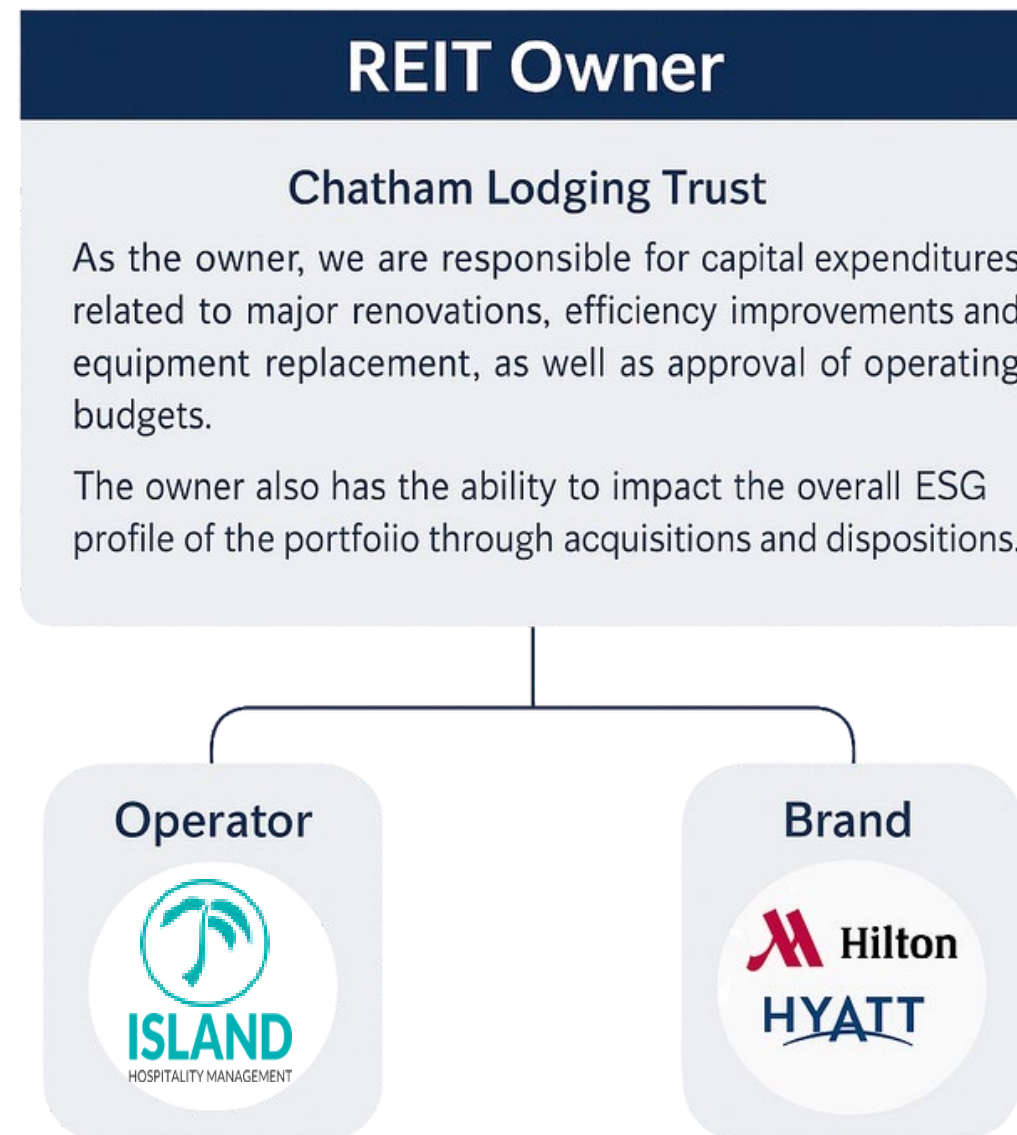 REIT Owner
Chatham Lodging Trust
As the owner, we are responsible for capital expenditures
related to major renovations, efficiency improvements and
equipment replacement, as well as approval of operating
budgets.
The owner also has the ability to impact the overall ESG
profile of the portfoiio through acquisitions and dispositions.
Operator
ISLAND
HOSPITALITY MANAGEMENT
Brand
Hilton
HYATT